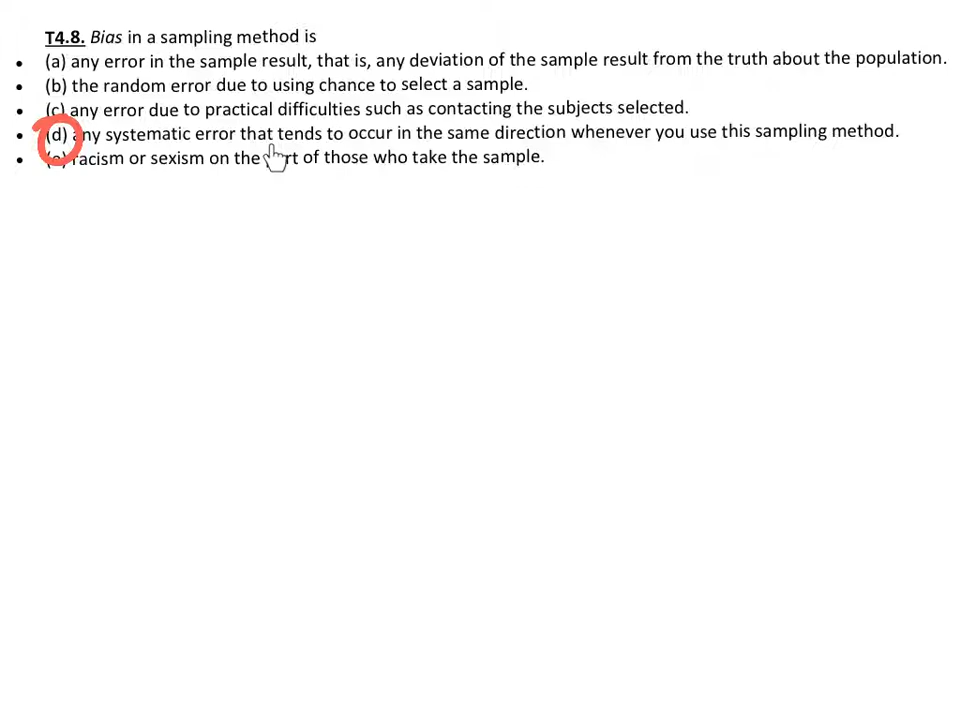 T4.8. Bias in a sampling method is
• (a) any error in the sample result, that is, any deviation of the sample result from the truth about the population.
• (b) the random error due to using chance to select a sample.
• (c) any error due to practical difficulties such as contacting the subjects selected.
• (d) any systematic error that tends to occur in the same direction whenever you use this sampling method.
• (e) racism or sexism on the of those who take the sample.